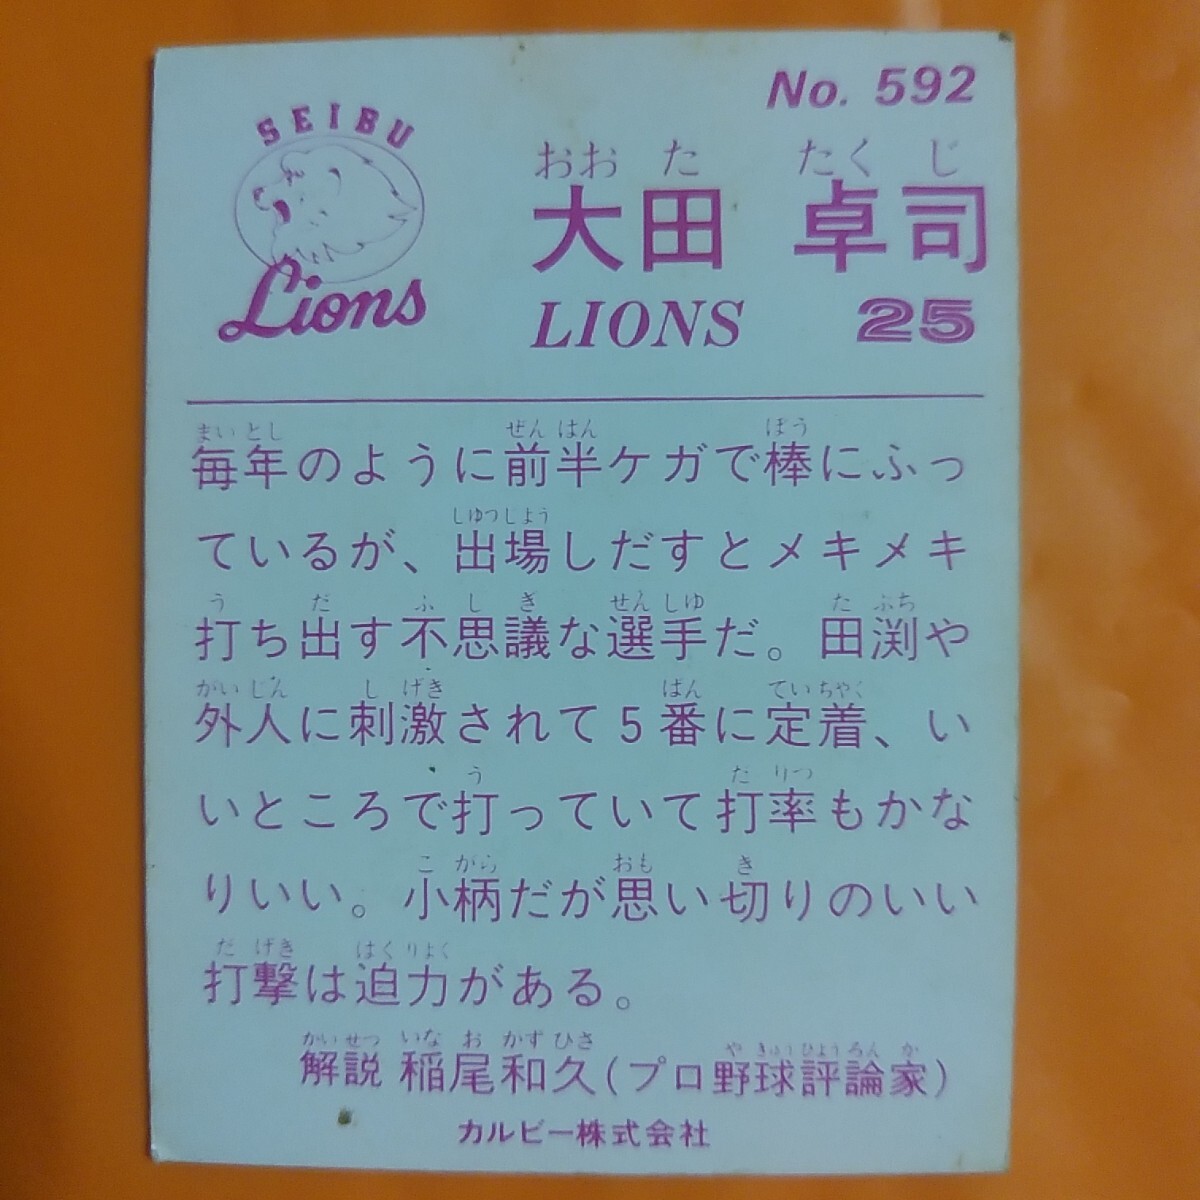 No. 592
SEIBU
Lions
おおた たくじ
大田 卓司
LIONS 25
まいとし ぜんはん ぼう
毎年のように前半ケガで棒にふっ
しゆつしよう
ているが、出場しだすとメキメキ
う だ ふしぎ せんしゆ たぶち
打ち出す不思議な選手だ。田渕や
がいじん しげき ばん ていちやく
外人に刺激されて5番に定着、い
う だりつ
いところで打っていて打率もかな
こがら おも き
りいい。小柄だが思い切りのいい
だげき はくりよく
打撃は迫力がある。
かいせつ いなお かずひさ やきゅうひようろんか
解説 稲尾和久(プロ野球評論家)
カルビー株式会社